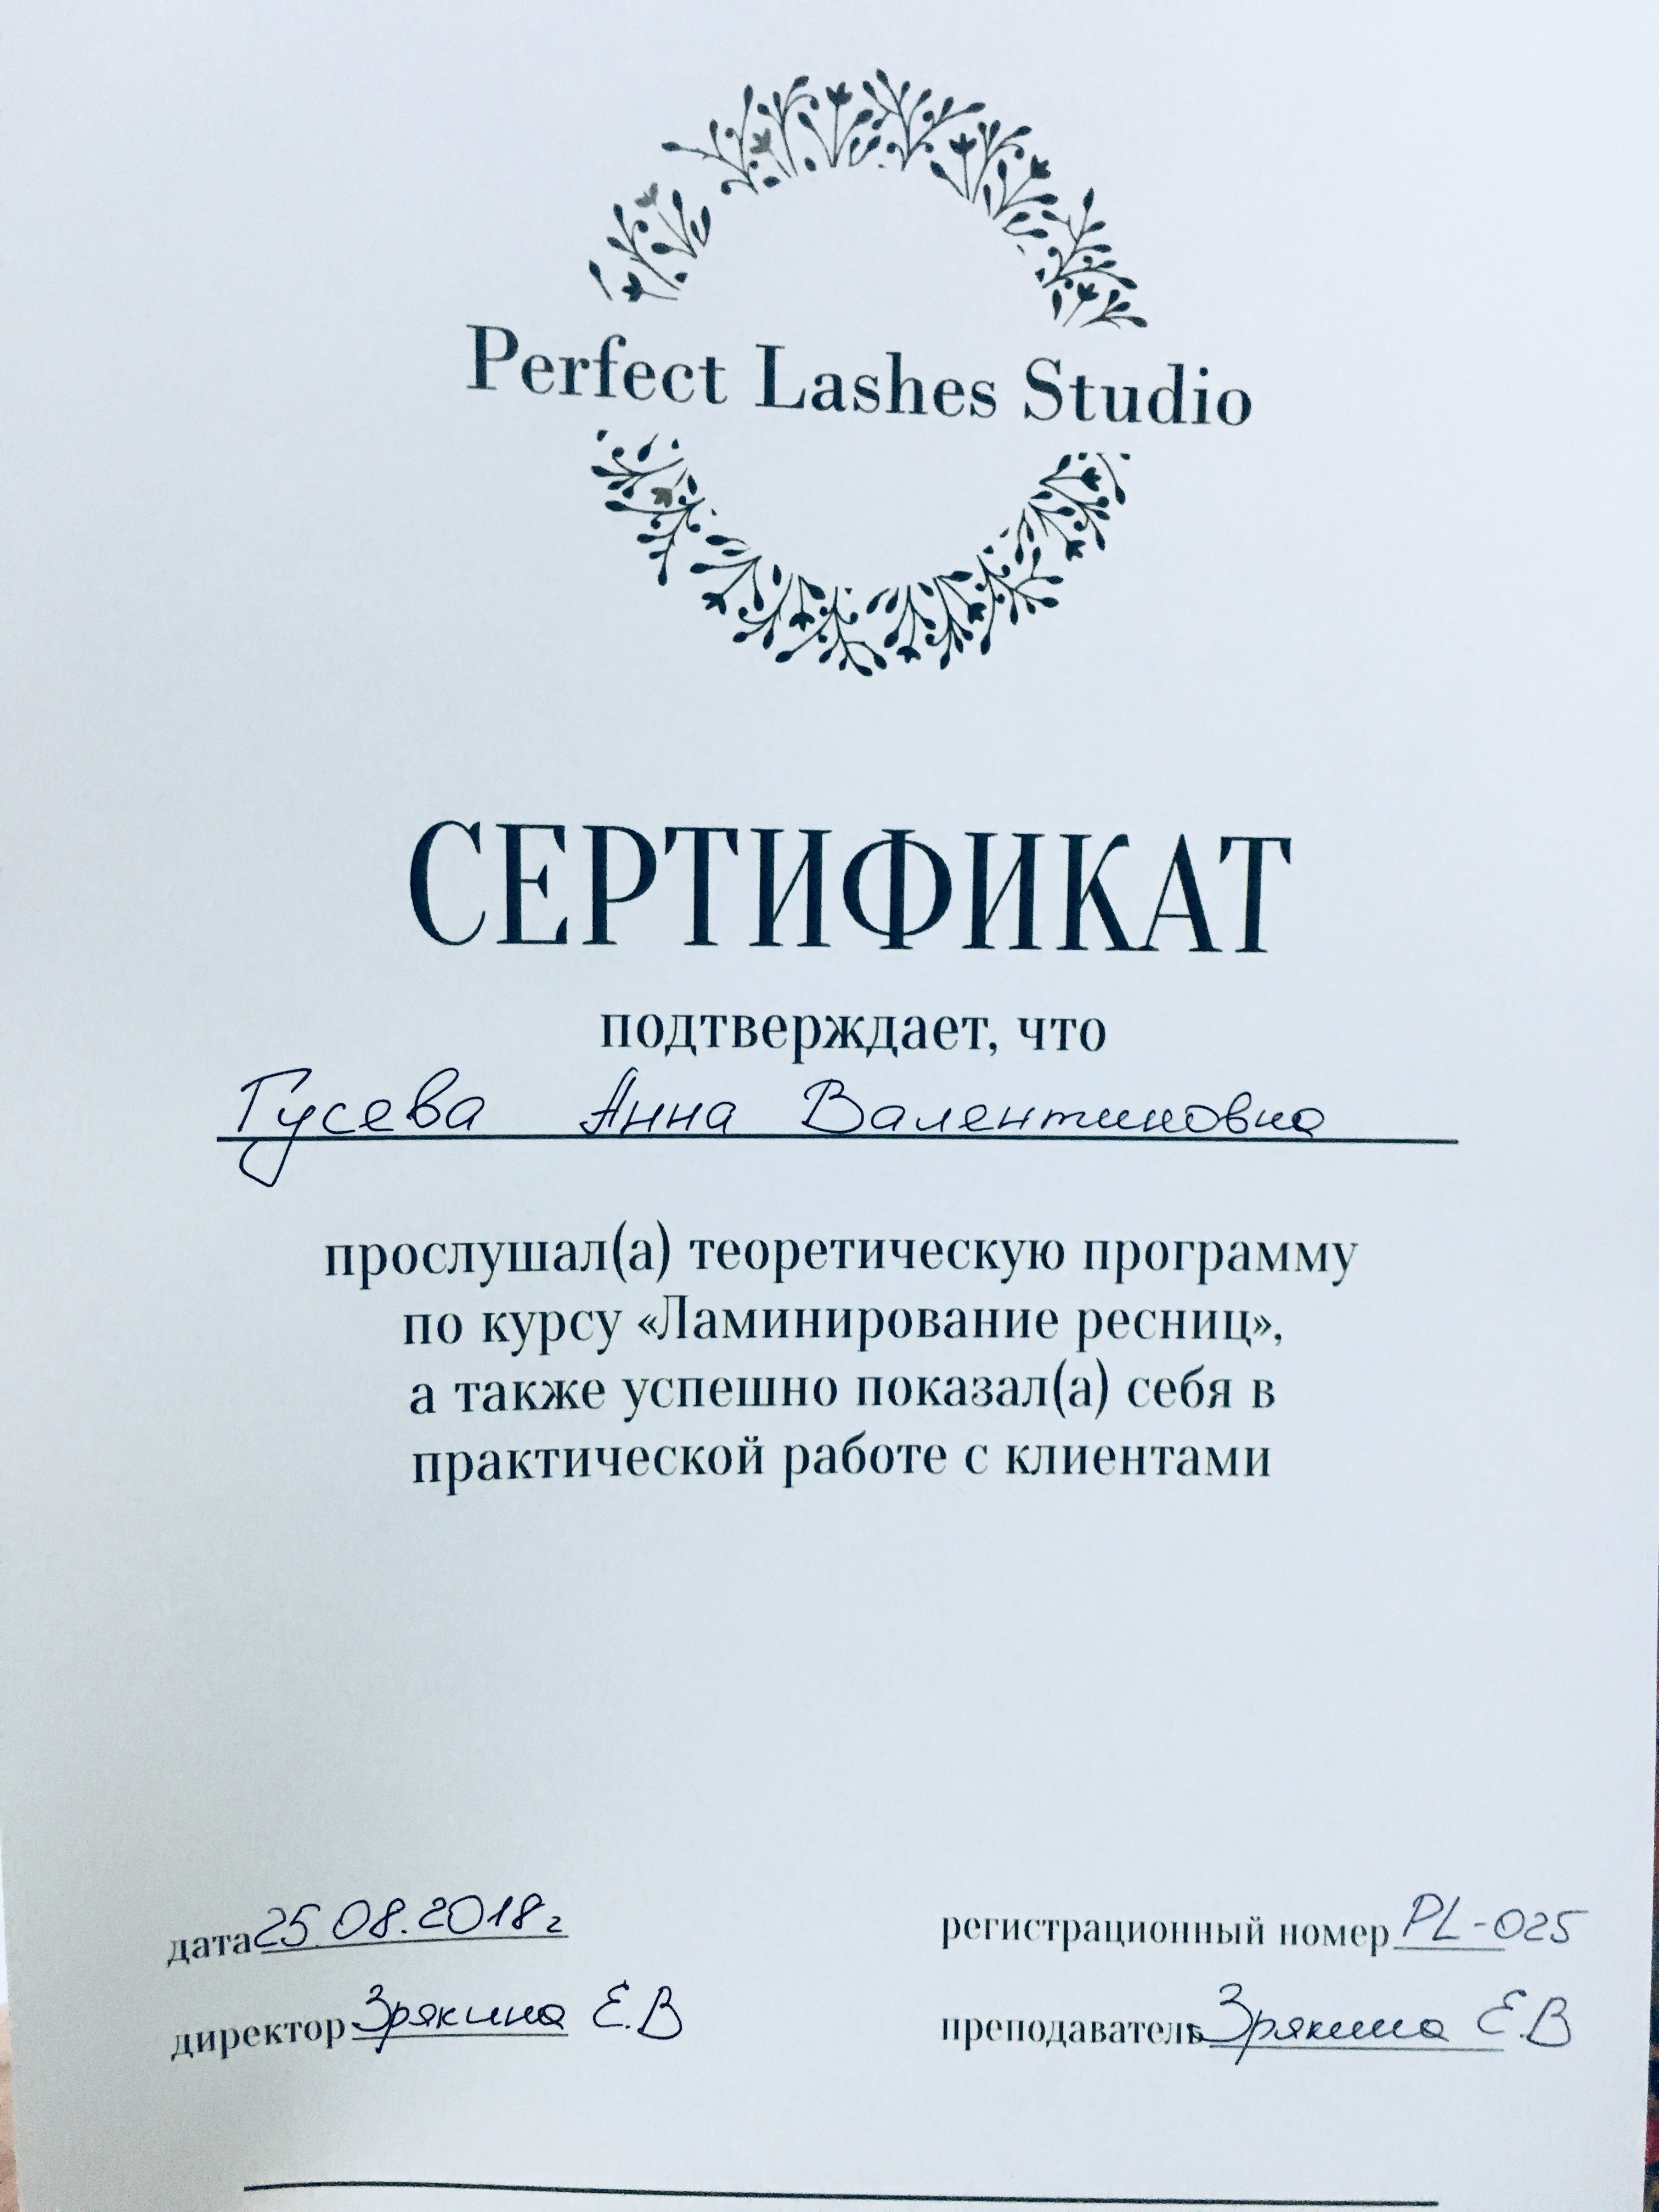 Perfect Lashes Studio
СЕРТИФИКАТ
подтверждает, что
Гусева Анна Валентиновна
прослушал(а) теоретическую программу
по курсу «Ламинирование ресниц»,
а также успешно показал(а) себя в
практической работе с клиентами
дата 25.08.2018г регистрационный номер PL-025
директор Зрякина Е.В преподаватель Зрякина Е.В